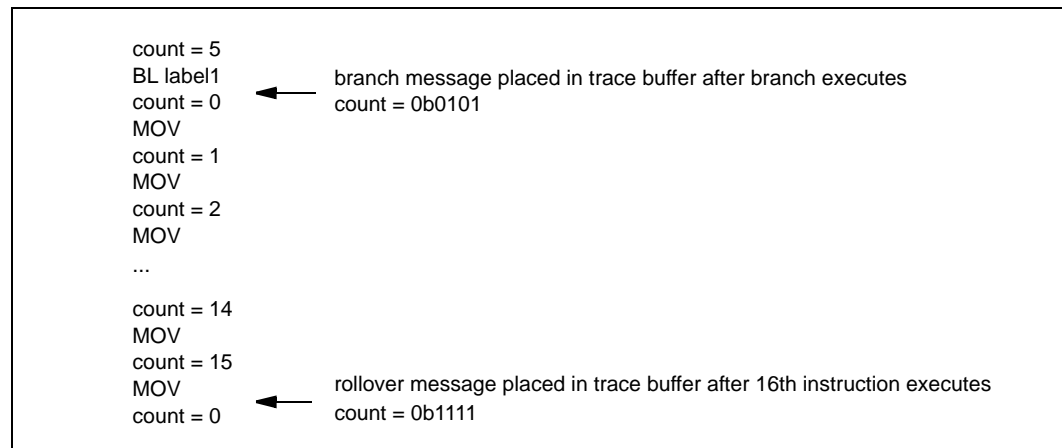 count = 5
BL label1
count = 0
MOV
count = 1
MOV
count = 2
MOV
...
count = 14
MOV
count = 15
MOV
count = 0
branch message placed in trace buffer after branch executes
count = 0b0101
rollover message placed in trace buffer after 16th instruction executes
count = 0b1111